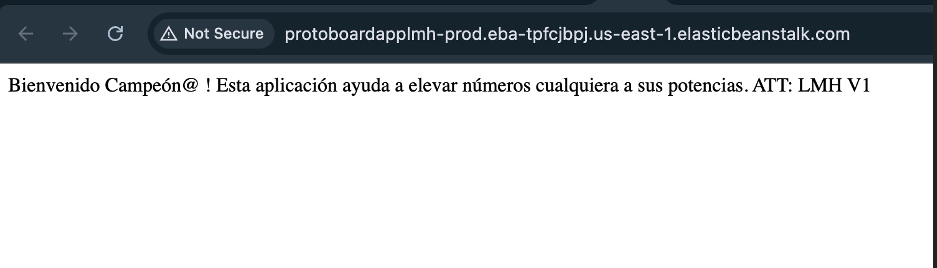 Not Secure protoboardapplmh-prod.eba-tpfcjbpj.us-east-1.elasticbeanstalk.com
Bienvenido Campeón@ ! Esta aplicación ayuda a elevar números cualquiera a sus potencias. ATT: LMH V1